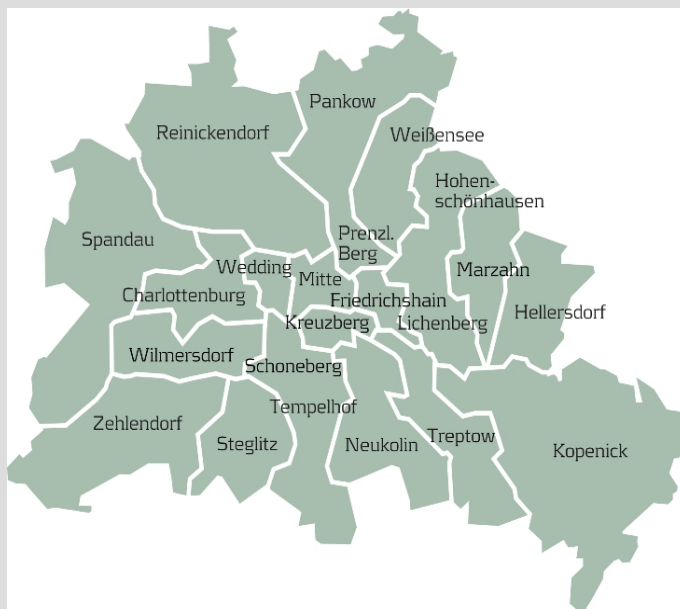 Pankow
Reinickendorf
Weißensee
Hohen-
schönhausen
Spandau
Prenzl.
Berg
Wedding
Mitte
Marzahn
Charlottenburg
Friedrichshain
Hellersdorf
Kreuzberg
Lichenberg
Wilmersdorf
Schoneberg
Tempelhof
Zehlendorf
Steglitz
Neukolin
Treptow
Kopenick